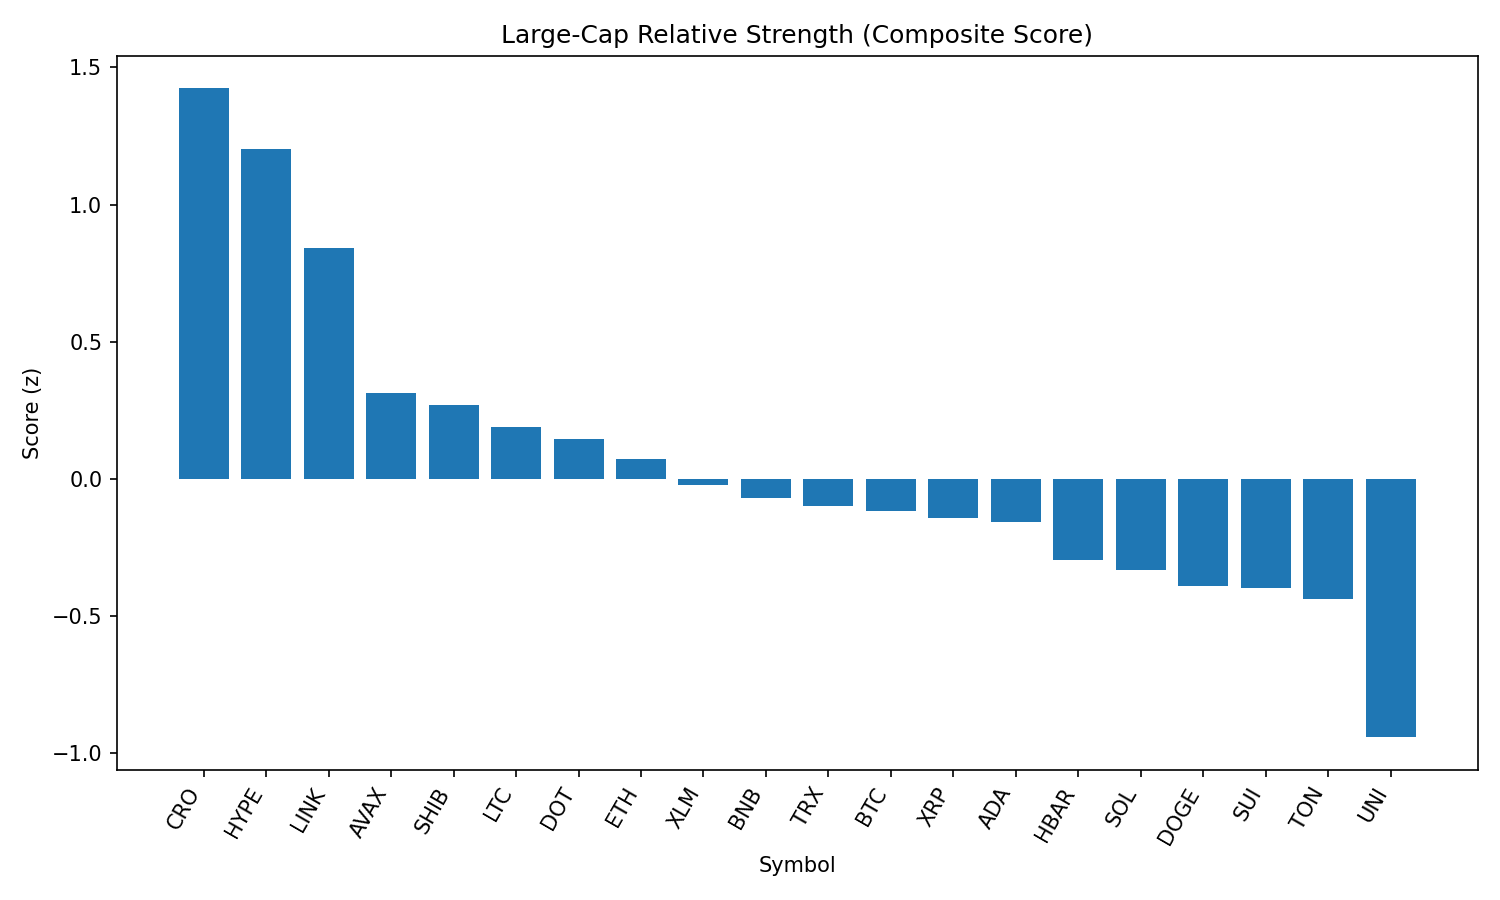 Large-Cap Relative Strength (Composite Score)
1.5
1.0
0.5
0.0
−0.5
−1.0
Score (z)
CRO
HYPE
LINK
AVAX
SHIB
LTC
DOT
ETH
XLM
BNB
TRX
BTC
XRP
ADA
HBAR
SOL
DOGE
SUI
TON
UNI
Symbol